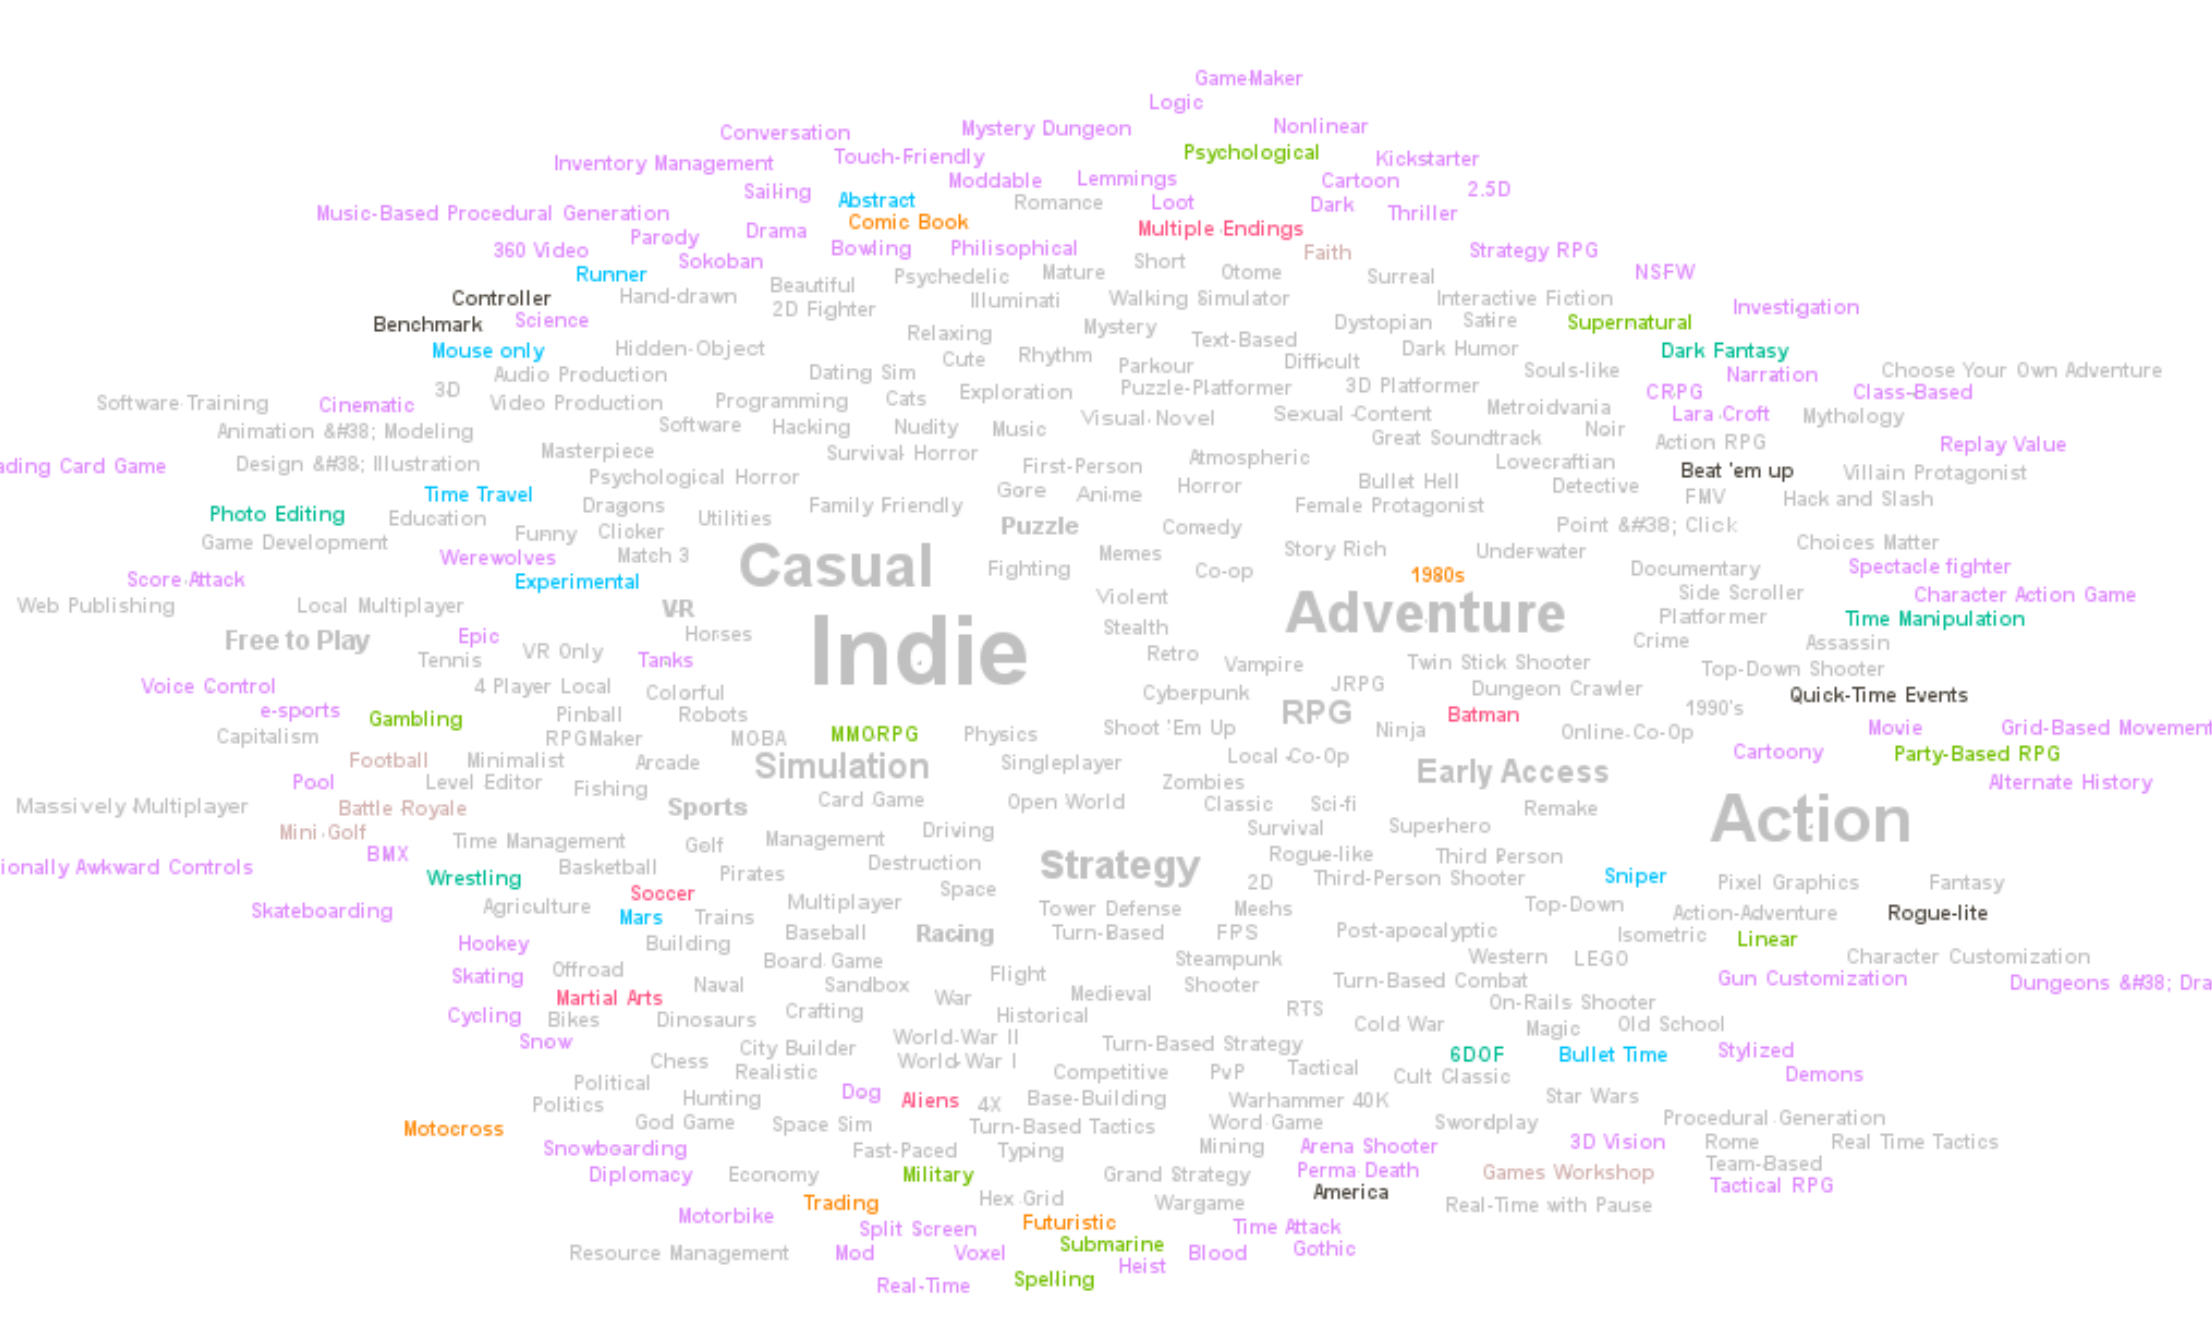 GameMaker
Logic
Conversation
Mystery Dungeon
Nonlinear
Inventory Management
Touch-Friendly
Psychological
Kickstarter
Sailing
Moddable
Lemmings
Cartoon
2.5D
Abstract
Romance
Loot
Dark
Thriller
Music-Based Procedural Generation
Comic Book
Parody
Drama
Multiple Endings
360 Video
Bowling
Philisophical
Faith
Strategy RPG
Sokoban
Short
Runner
Psychedelic
Mature
Otome
Surreal
NSFW
Controller
Hand-drawn
Beautiful
Illuminati
Walking Simulator
Interactive Fiction
2D Fighter
Investigation
Benchmark
Science
Relaxing
Mystery
Dystopian
Satire
Supernatural
Mouse only
Hidden-Object
Cute
Rhythm
Text-Based
Dark Humor
Dark Fantasy
Audio Production
Dating Sim
Parkour
Difficult
Souls-like
Narration
Choose Your Own Adventure
3D
Software Training
Cinematic
Video Production
Programming
Cats
Exploration
Puzzle-Platformer
3D Platformer
CRPG
Class-Based
Metroidvania
Animation &#38; Modeling
Software
Hacking
Nudity
Music
Visual Novel
Sexual Content
Noir
Lara Croft
Mythology
Great Soundtrack
Action RPG
Replay Value
Masterpiece
Survival Horror
ading Card Game
Design &#38; Illustration
First-Person
Atmospheric
Lovecraftian
Beat 'em up
Villain Protagonist
Psychological Horror
Time Travel
Gore
Anime
Horror
Bullet Hell
Detective
FMV
Hack and Slash
Photo Editing
Education
Dragons
Utilities
Family Friendly
Female Protagonist
Game Development
Funny
Clicker
Puzzle
Comedy
Point &#38; Click
Werewolves
Match 3
Casual
Memes
Story Rich
Underwater
Choices Matter
Score Attack
Experimental
Fighting
Co-op
1980s
Documentary
Spectacle fighter
Web Publishing
Local Multiplayer
VR
Violent
Adventure
Side Scroller
Character Action Game
Free to Play
Epic
Horses
Indie
Stealth
Platformer
Time Manipulation
Tennis
VR Only
Tanks
Retro
Vampire
Twin Stick Shooter
Crime
Assassin
Voice Control
4 Player Local
Colorful
Cyberpunk
JRPG
Dungeon Crawler
Top-Down Shooter
Quick-Time Events
e-sports
Gambling
Pinball
Robots
RPG
Batman
1990's
Capitalism
RPGMaker
MOBA
MMORPG
Physics
Shoot 'Em Up
Ninja
Online Co-Op
Movie
Grid-Based Movement
Football
Minimalist
Arcade
Simulation
Singleplayer
Local Co-Op
Early Access
Cartoony
Party-Based RPG
Pool
Level Editor
Fishing
Zombies
Alternate History
Massively Multiplayer
Battle Royale
Sports
Card Game
Open World
Classic
Sci-fi
Remake
Action
Mini Golf
Time Management
Golf
Management
Driving
Survival
Superhero
BMX
Strategy
Rogue-like
Third Person
ionally Awkward Controls
Wrestling
Basketball
Pirates
Destruction
2D
Third-Person Shooter
Sniper
Pixel Graphics
Fantasy
Soccer
Space
Skateboarding
Agriculture
Mars
Trains
Multiplayer
Tower Defense
Mechs
Top-Down
Action-Adventure
Rogue-lite
Hockey
Building
Baseball
Racing
Turn-Based
FPS
Post-apocalyptic
Isometric
Linear
Skating
Offroad
Board Game
Flight
Steampunk
Western
LEGO
Character Customization
Naval
Sandbox
Shooter
Turn-Based Combat
Gun Customization
Dungeons &#38; Dra
Martial Arts
War
Medieval
On-Rails Shooter
Cycling
Bikes
Dinosaurs
Crafting
Historical
RTS
Cold War
Magic
Old School
Snow
City Builder
World War II
Turn-Based Strategy
Chess
World War I
6DOF
Bullet Time
Stylized
Realistic
Competitive
PvP
Tactical
Cult Classic
Demons
Political
Politics
Hunting
Dog
Aliens
4X
Base-Building
Warhammer 40K
Star Wars
Motocross
God Game
Space Sim
Turn-Based Tactics
Word Game
Swordplay
Procedural Generation
Snowboarding
Fast-Paced
Typing
Mining
Arena Shooter
3D Vision
Rome
Real Time Tactics
Diplomacy
Economy
Military
Grand Strategy
Perma Death
Games Workshop
Team-Based
Tactical RPG
Trading
Hex Grid
Wargame
America
Real-Time with Pause
Motorbike
Split Screen
Futuristic
Time Attack
Resource Management
Mod
Voxel
Submarine
Blood
Gothic
Real-Time
Spelling
Heist